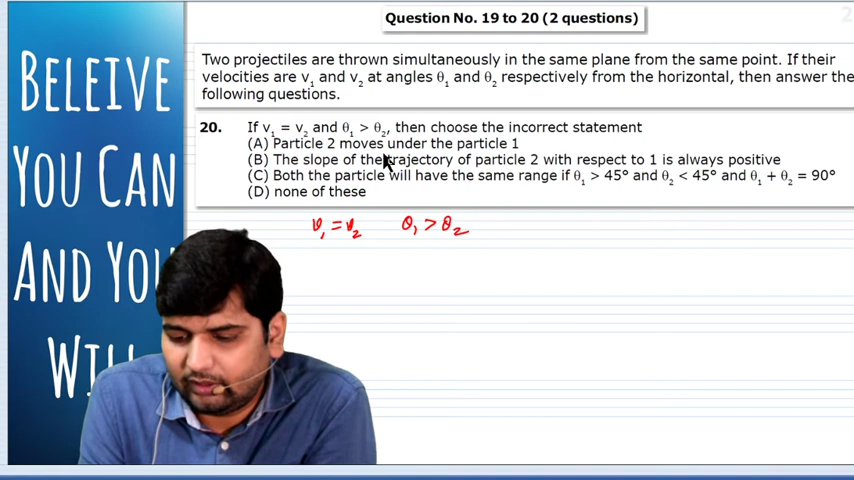 2
Question No. 19 to 20 (2 questions)
BELEIVE
YOU CAN
AND YOU
WILL
Two projectiles are thrown simultaneously in the same plane from the same point. If their
velocities are v₁ and v₂ at angles θ₁ and θ₂ respectively from the horizontal, then answer the
following questions.
20. If v₁ = v₂ and θ₁ > θ₂, then choose the incorrect statement
(A) Particle 2 moves under the particle 1
(B) The slope of the trajectory of particle 2 with respect to 1 is always positive
(C) Both the particle will have the same range if θ₁ > 45° and θ₂ < 45° and θ₁ + θ₂ = 90°
(D) none of these
v₁ = v₂ θ₁ > θ₂